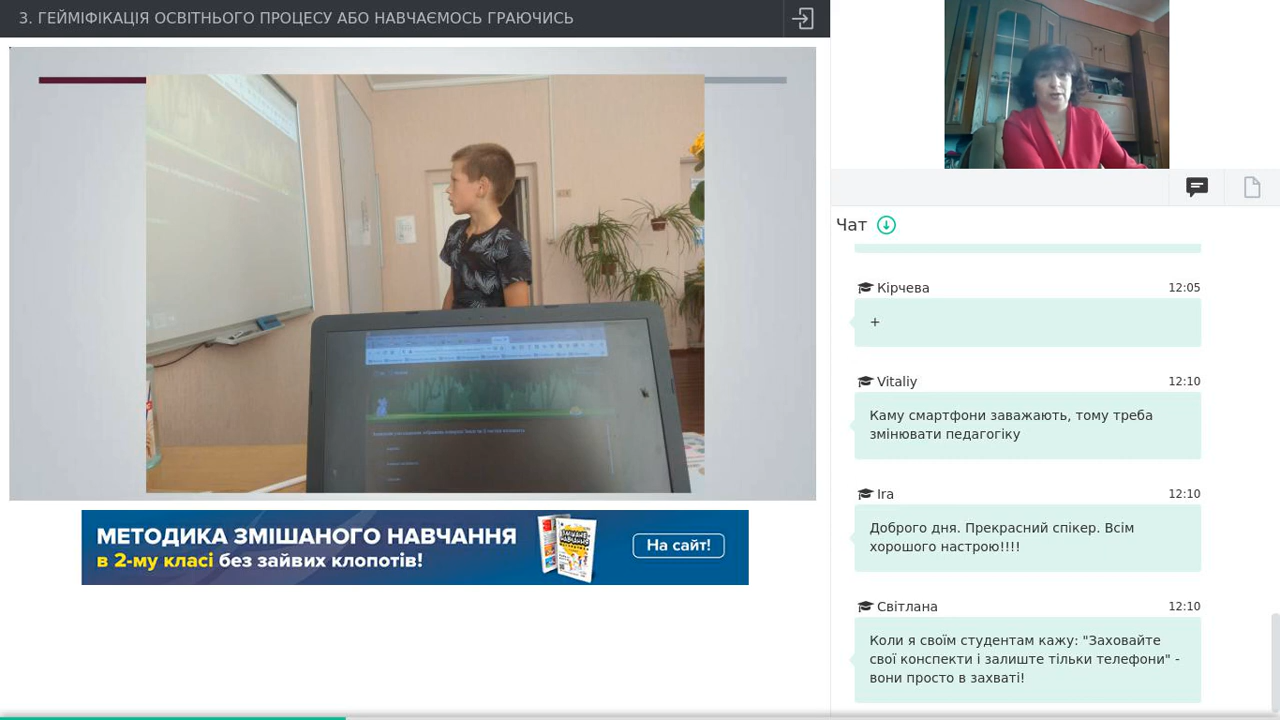 3. ГЕЙМІФІКАЦІЯ ОСВІТНЬОГО ПРОЦЕСУ АБО НАВЧАЄМОСЬ ГРАЮЧИСЬ
МЕТОДИКА ЗМІШАНОГО НАВЧАННЯ
в 2-му класі без зайвих клопотів!
На сайт!
Чат
Кірчева 12:05
+
Vitaliy 12:10
Каму смартфони заважають, тому треба
змінювати педагогіку
Ira 12:10
Доброго дня. Прекрасний спікер. Всім
хорошого настрою!!!!
Світлана 12:10
Коли я своїм студентам кажу: "Заховайте
свої конспекти і залиште тільки телефони" -
вони просто в захваті!